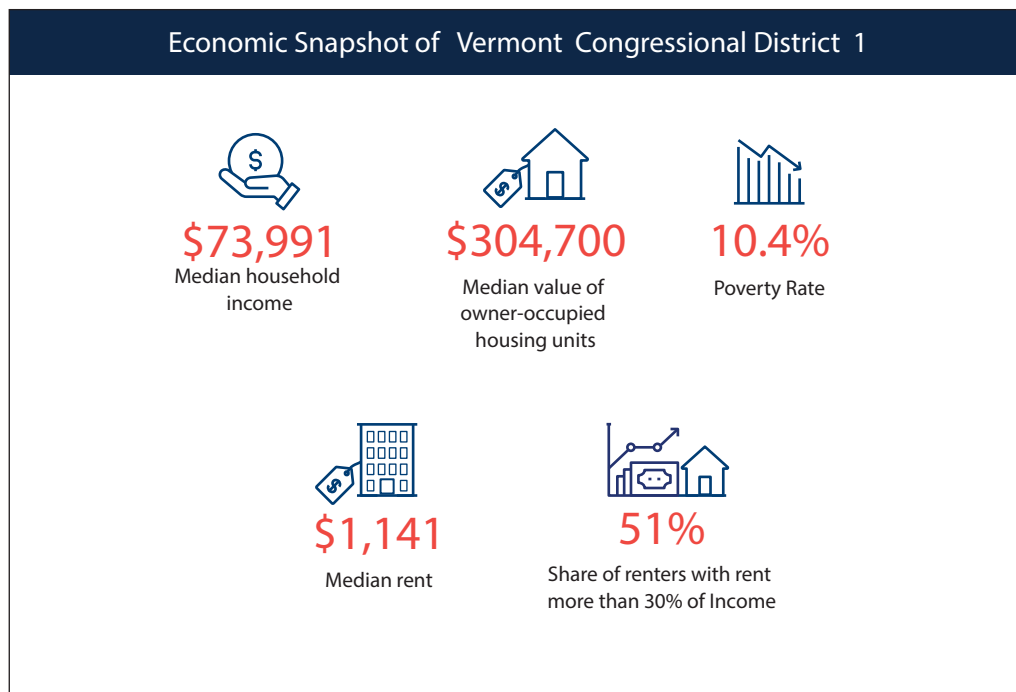 Economic Snapshot of Vermont Congressional District 1
$
$
$73,991
Median household
income
$304,700
Median value of
owner-occupied
housing units
10.4%
Poverty Rate
$
$1,141
Median rent
51%
Share of renters with rent
more than 30% of Income